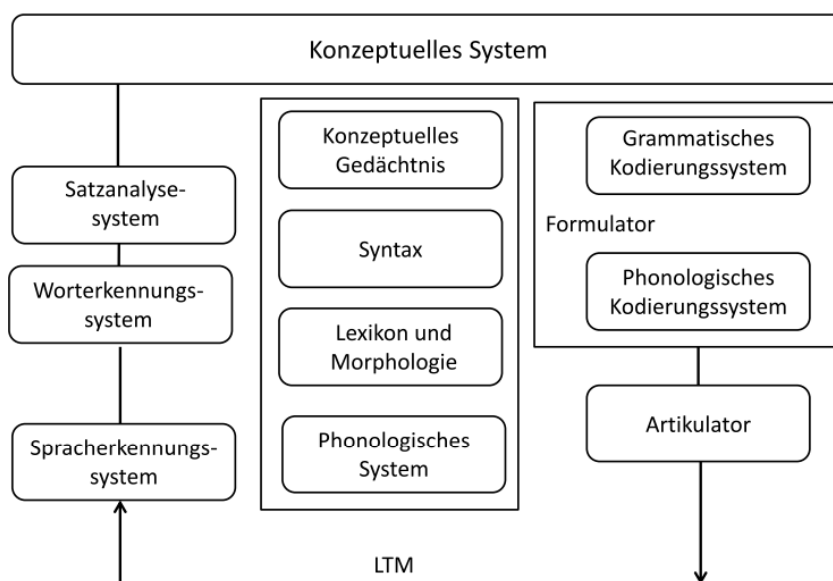 Konzeptuelles System
Satzanalyse-
system
Worterkennungs-
system
Spracherkennungs-
system
Konzeptuelles
Gedächtnis
Syntax
Lexikon und
Morphologie
Phonologisches
System
Grammatisches
Kodierungssystem
Formulator
Phonologisches
Kodierungssystem
Artikulator
LTM